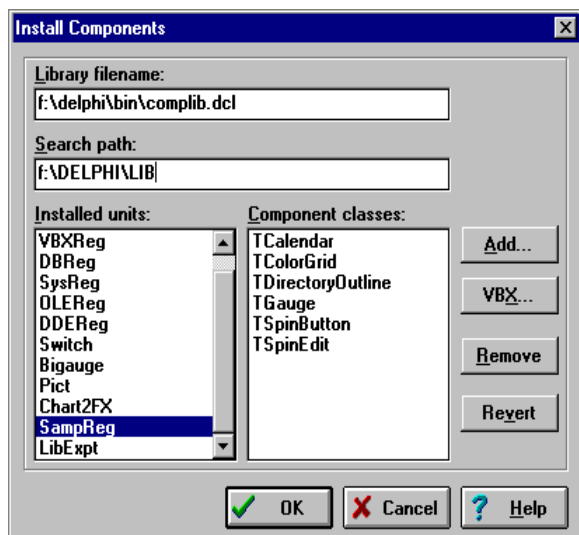 Install Components
Library filename:
f:\delphi\bin\complib.dcl
Search path:
f:\DELPHI\LIB
Installed units:
VBXReg
DBReg
SysReg
OLEReg
DDEReg
Switch
Bigauge
Pict
Chart2FX
SampReg
LibExpt
Component classes:
TCalendar
TColorGrid
TDirectoryOutline
TGauge
TSpinButton
TSpinEdit
Add...
VBX...
Remove
Revert
OK
Cancel
Help